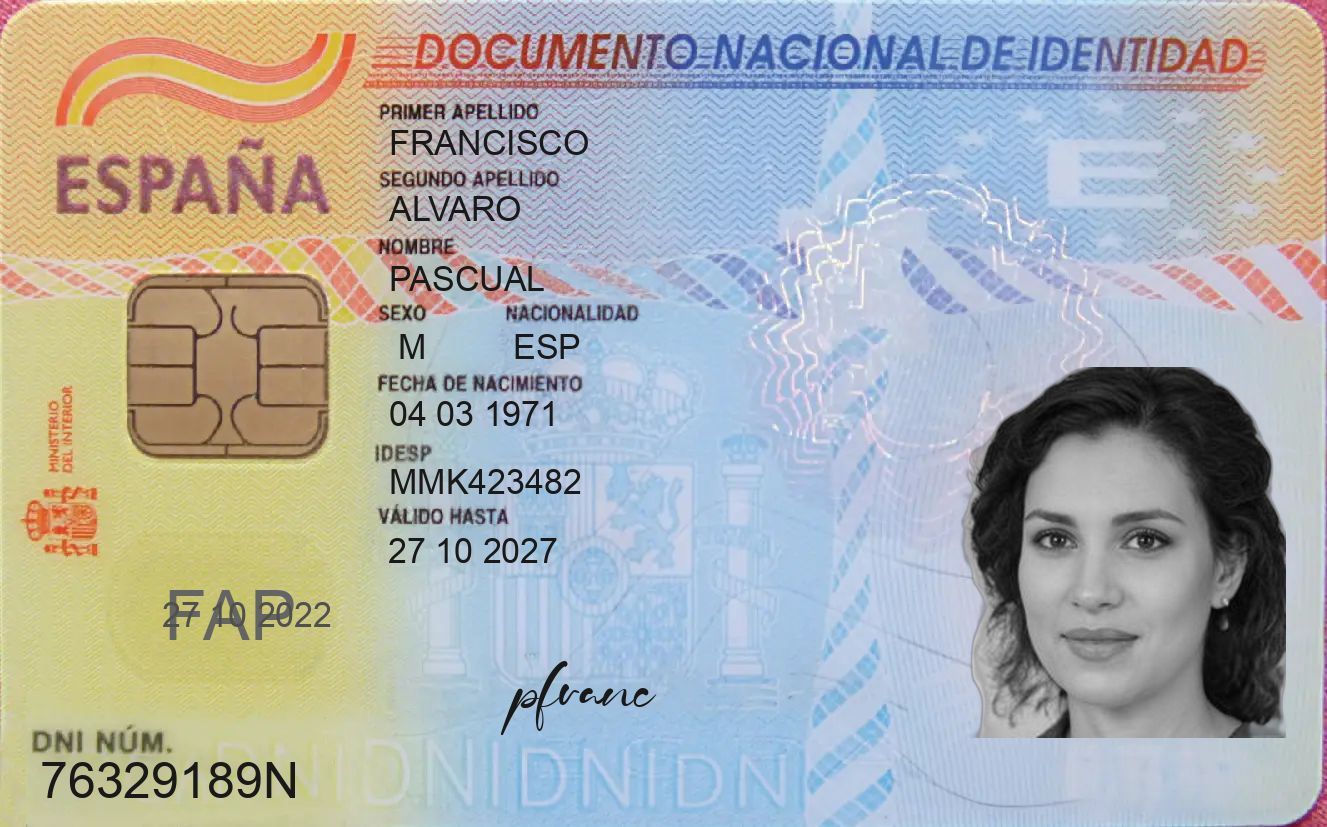 DOCUMENTO NACIONAL DE IDENTIDAD
ESPAÑA
PRIMER APELLIDO
FRANCISCO
SEGUNDO APELLIDO
ALVARO
NOMBRE
PASCUAL
SEXO NACIONALIDAD
M ESP
FECHA DE NACIMIENTO
04 03 1971
IDESP
MMK423482
VÁLIDO HASTA
27 10 2027
MINISTERIO
DEL INTERIOR
E
FAP
27 10 2022
pfranc
DNI NÚM.
76329189N
DNIDNIDNIDN